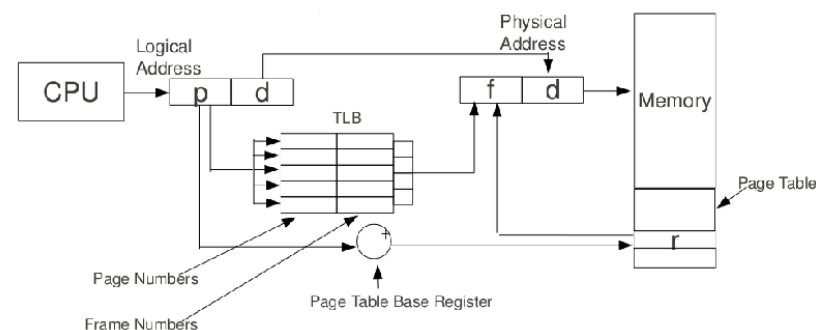 Logical
Address
Physical
Address
CPU
p d
f d
Memory
TLB
Page Table
r
+
Page Numbers
Page Table Base Register
Frame Numbers